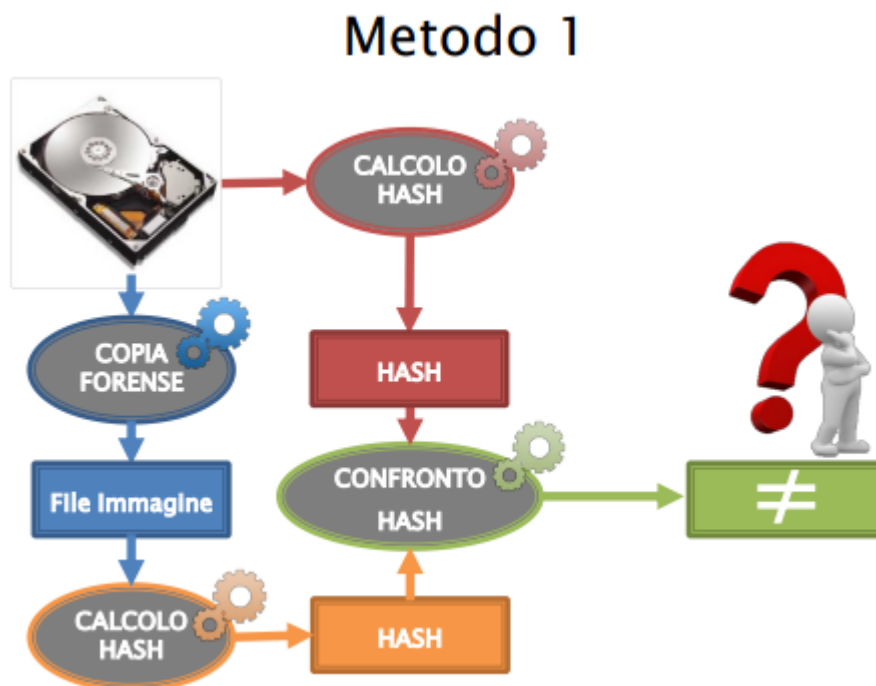 Metodo 1
CALCOLO
HASH
COPIA
FORENSE
HASH
File Immagine
CONFRONTO
HASH
≠
CALCOLO
HASH
HASH